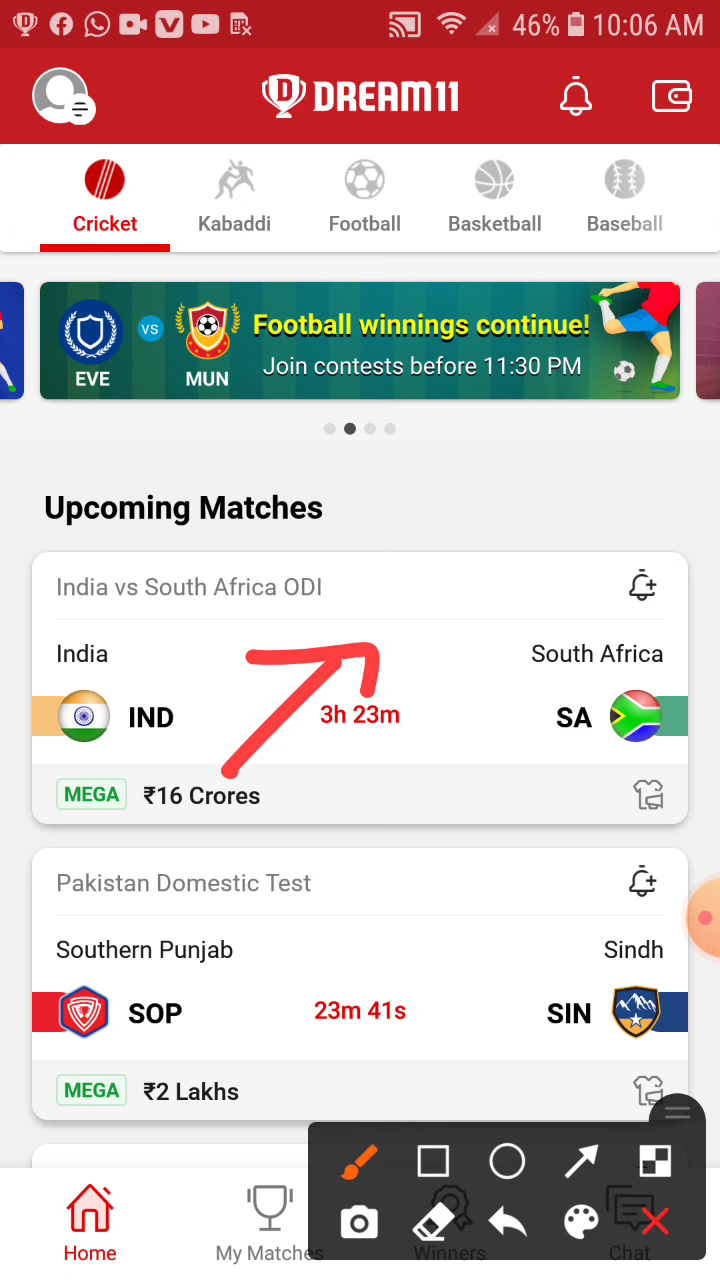 46% 10:06 AM
DREAM11
Cricket Kabaddi Football Basketball Baseball
EVE VS MUN
Football winnings continue!
Join contests before 11:30 PM
Upcoming Matches
India vs South Africa ODI
India South Africa
IND 3h 23m SA
MEGA ₹16 Crores
Pakistan Domestic Test
Southern Punjab Sindh
SOP 23m 41s SIN
MEGA ₹2 Lakhs
Home My Matches Winners Chat